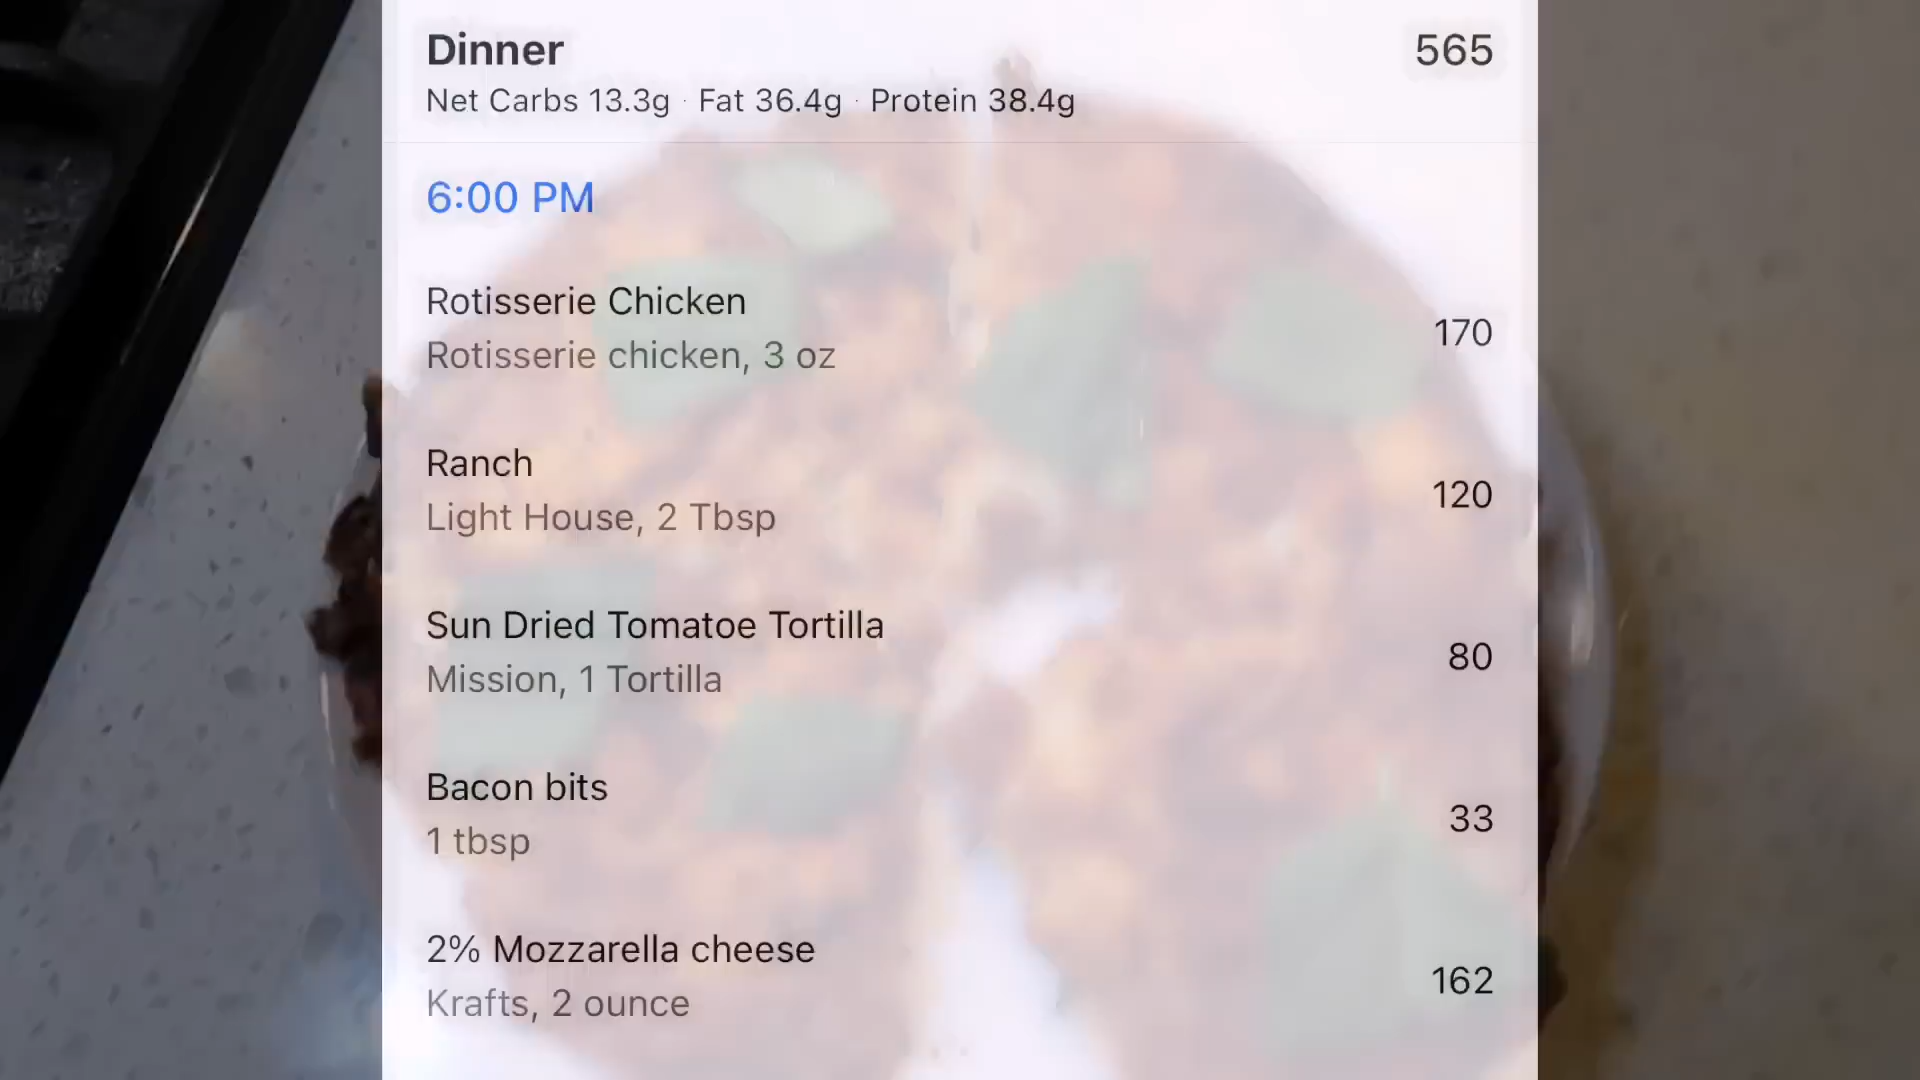 Dinner 565
Net Carbs 13.3g · Fat 36.4g · Protein 38.4g
6:00 PM
Rotisserie Chicken
Rotisserie chicken, 3 oz 170
Ranch
Light House, 2 Tbsp 120
Sun Dried Tomatoe Tortilla
Mission, 1 Tortilla 80
Bacon bits
1 tbsp 33
2% Mozzarella cheese
Krafts, 2 ounce 162